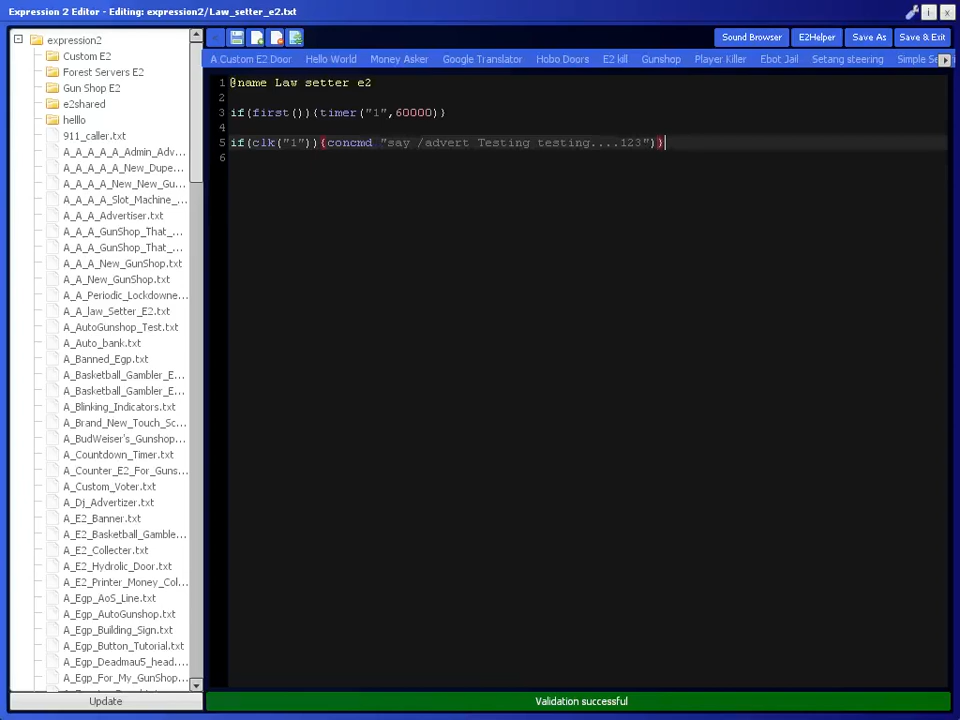 Expression 2 Editor - Editing: expression2/Law_setter_e2.txt
i
x
expression2
Custom E2
Forest Servers E2
Gun Shop E2
e2shared
helllo
911_caller.txt
A_A_A_A_A_Admin_Adv...
A_A_A_A_A_New_Dupe...
A_A_A_A_New_New_Gu...
A_A_A_A_Slot_Machine_...
A_A_A_Advertiser.txt
A_A_A_GunShop_That_...
A_A_A_GunShop_That_...
A_A_A_New_GunShop.txt
A_A_New_GunShop.txt
A_A_Periodic_Lockdowne...
A_A_law_Setter_E2.txt
A_AutoGunshop_Test.txt
A_Auto_bank.txt
A_Banned_Egp.txt
A_Basketball_Gambler_E...
A_Basketball_Gambler_E...
A_Blinking_Indicators.txt
A_Brand_New_Touch_Sc...
A_BudWeiser's_Gunshop...
A_Countdown_Timer.txt
A_Counter_E2_For_Guns...
A_Custom_Voter.txt
A_Dj_Advertizer.txt
A_E2_Banner.txt
A_E2_Basketball_Gamble...
A_E2_Collecter.txt
A_E2_Hydrolic_Door.txt
A_E2_Printer_Money_Col...
A_Egp_AoS_Line.txt
A_Egp_AutoGunshop.txt
A_Egp_Building_Sign.txt
A_Egp_Button_Tutorial.txt
A_Egp_Deadmau5_head....
A_Egp_For_My_GunShop...
Update
Sound Browser
E2Helper
Save As
Save & Exit
A Custom E2 Door
Hello World
Money Asker
Google Translator
Hobo Doors
E2 kill
Gunshop
Player Killer
Ebot Jail
Setang steering
Simple Se
1 @name Law setter e2
2
3 if(first()){timer("1",60000)}
4
5 if(clk("1")){concmd "say /advert Testing testing....123")}
6
Validation successful